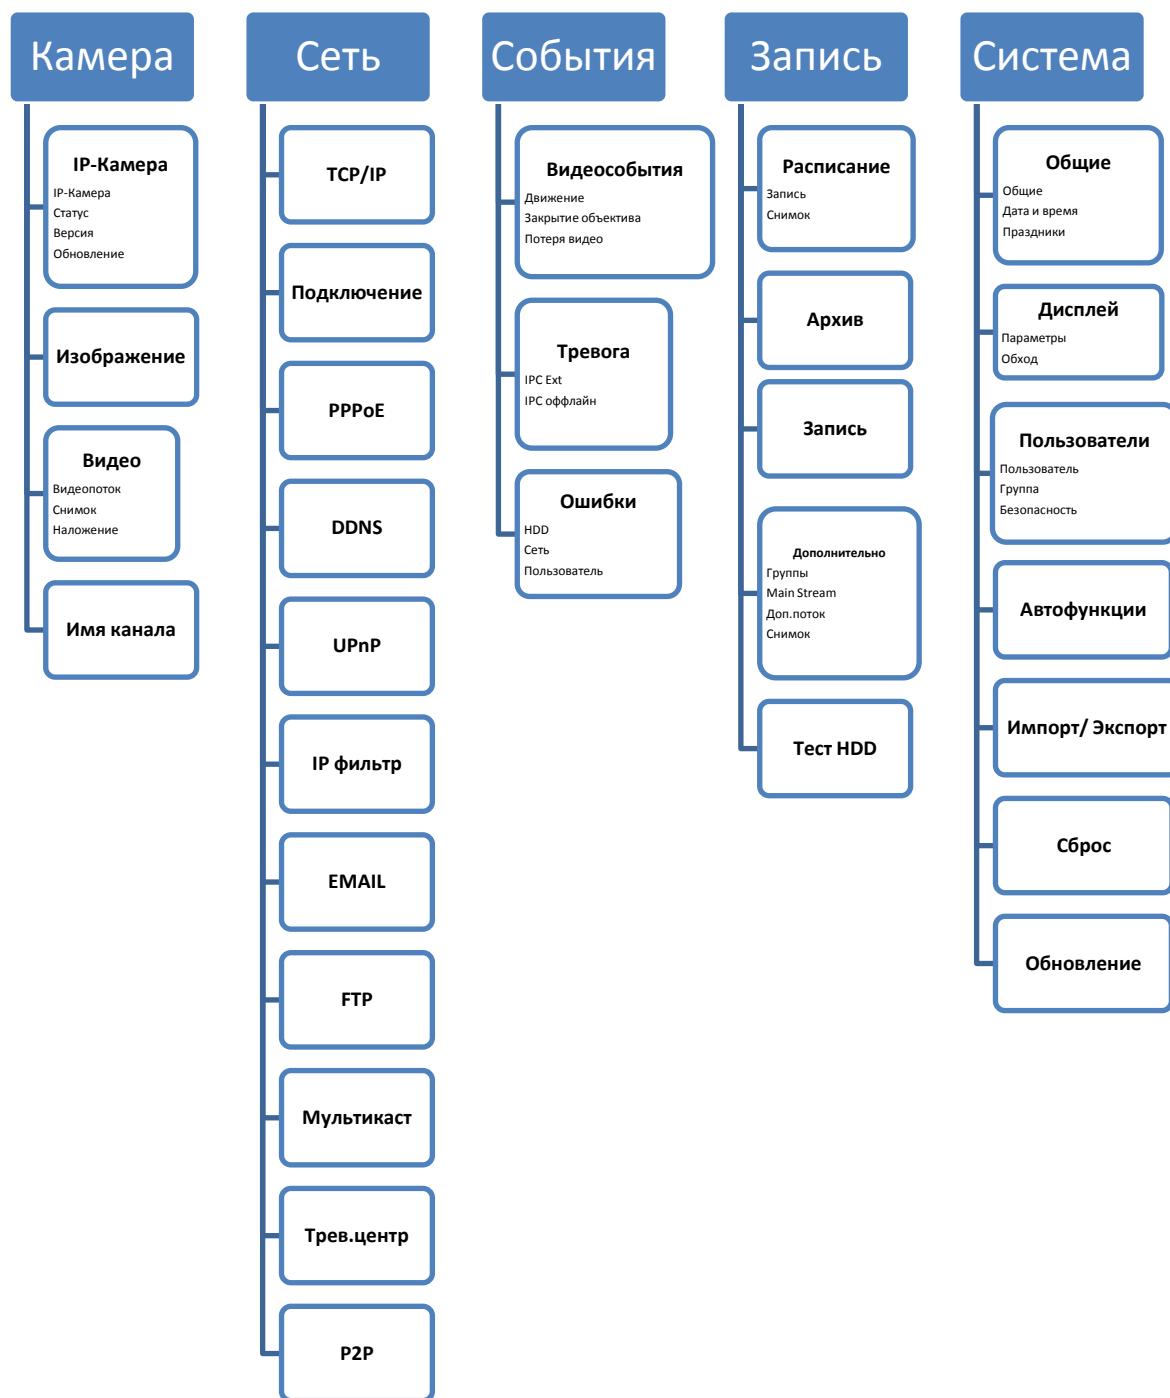 Камера
IP-Камера
IP-Камера
Статус
Версия
Обновление
Изображение
Видео
Видеопоток
Снимок
Наложение
Имя канала
Сеть
TCP/IP
Подключение
PPPoE
DDNS
UPnP
IP фильтр
EMAIL
FTP
Мультикаст
Трев.центр
P2P
События
Видеособытия
Движение
Закрытие объектива
Потеря видео
Тревога
IPC Ext
IPC оффлайн
Ошибки
HDD
Сеть
Пользователь
Запись
Расписание
Запись
Снимок
Архив
Запись
Дополнительно
Группы
Main Stream
Доп.поток
Снимок
Тест HDD
Система
Общие
Общие
Дата и время
Праздники
Дисплей
Параметры
Обход
Пользователи
Пользователь
Группа
Безопасность
Автофункции
Импорт/ Экспорт
Сброс
Обновление